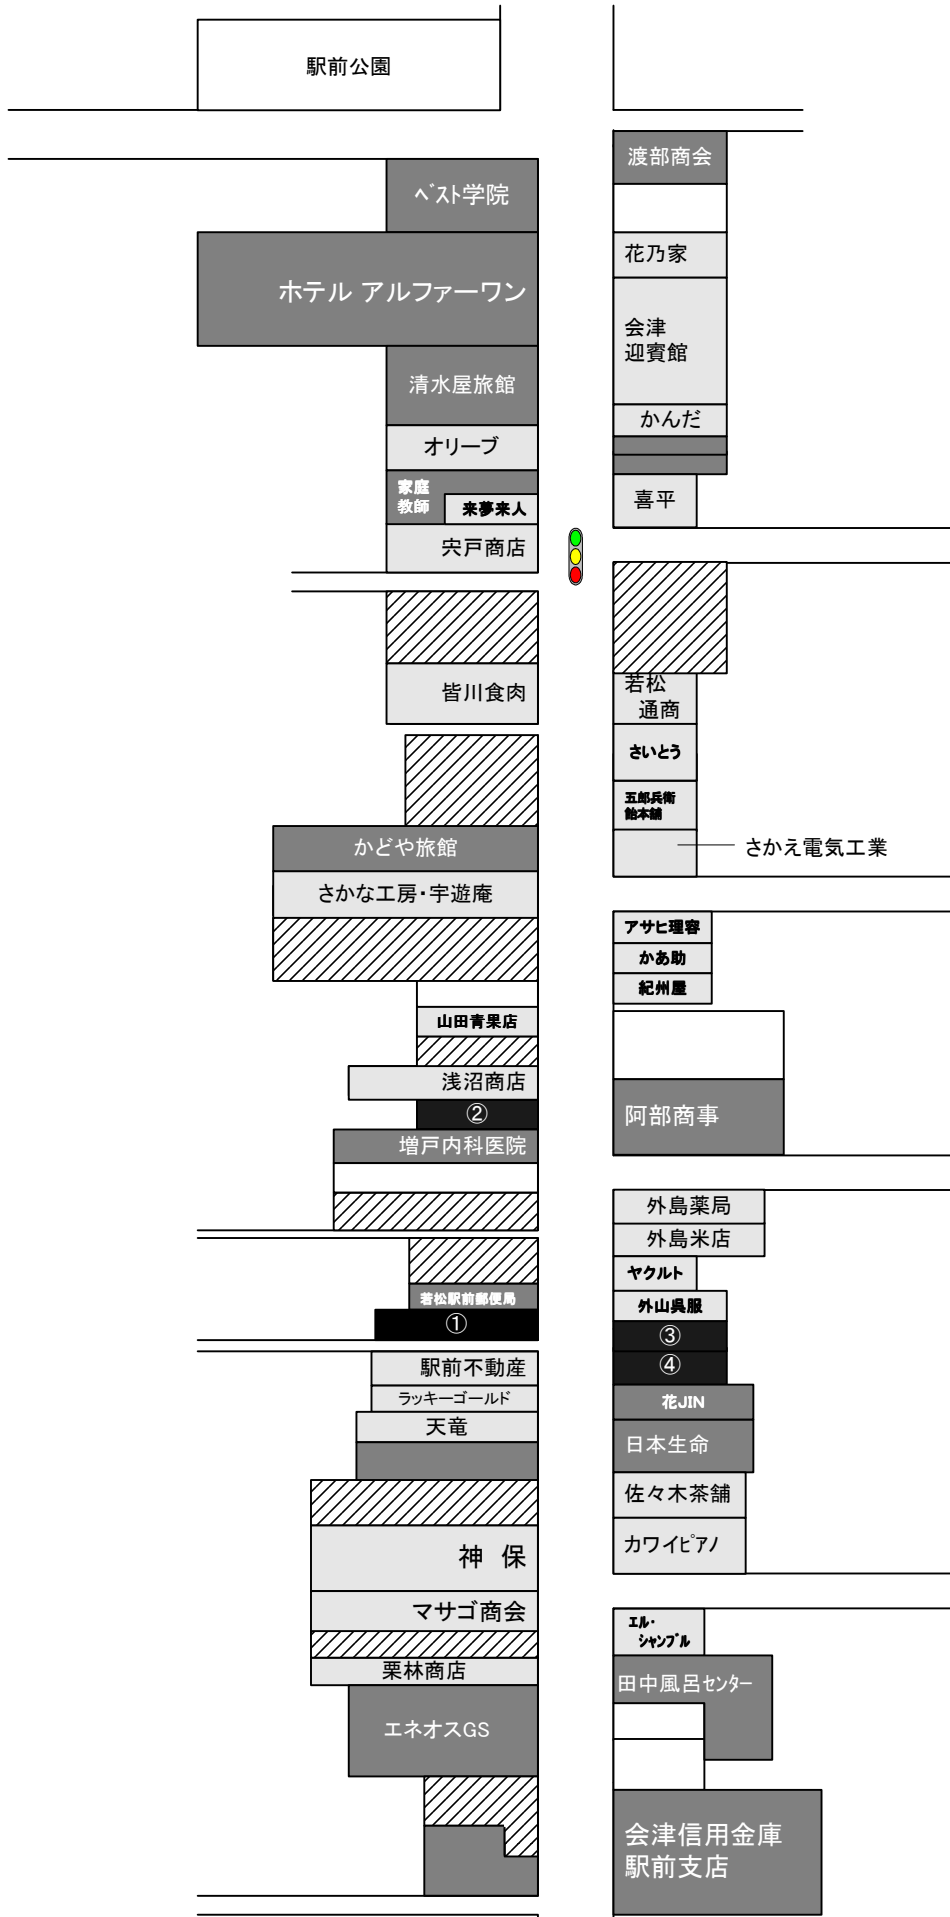 駅前公園
ベスト学院
ホテル アルファーワン
清水屋旅館
オリーブ
家庭
教師
来夢来人
宍戸商店
皆川食肉
かどや旅館
さかな工房・宇遊庵
山田青果店
浅沼商店
②
増戸内科医院
若松駅前郵便局
①
駅前不動産
ラッキーゴールド
天竜
神 保
マサゴ商会
栗林商店
エネオスGS
渡部商会
花乃家
会津
迎賓館
かんだ
喜平
若松
通商
さいとう
五郎兵衛
飴本舗
さかえ電気工業
アサヒ理容
かあ助
紀州屋
阿部商事
外島薬局
外島米店
ヤクルト
外山呉服
③
④
花JIN
日本生命
佐々木茶舗
カワイピアノ
エル・
シャンブル
田中風呂センター
会津信用金庫
駅前支店